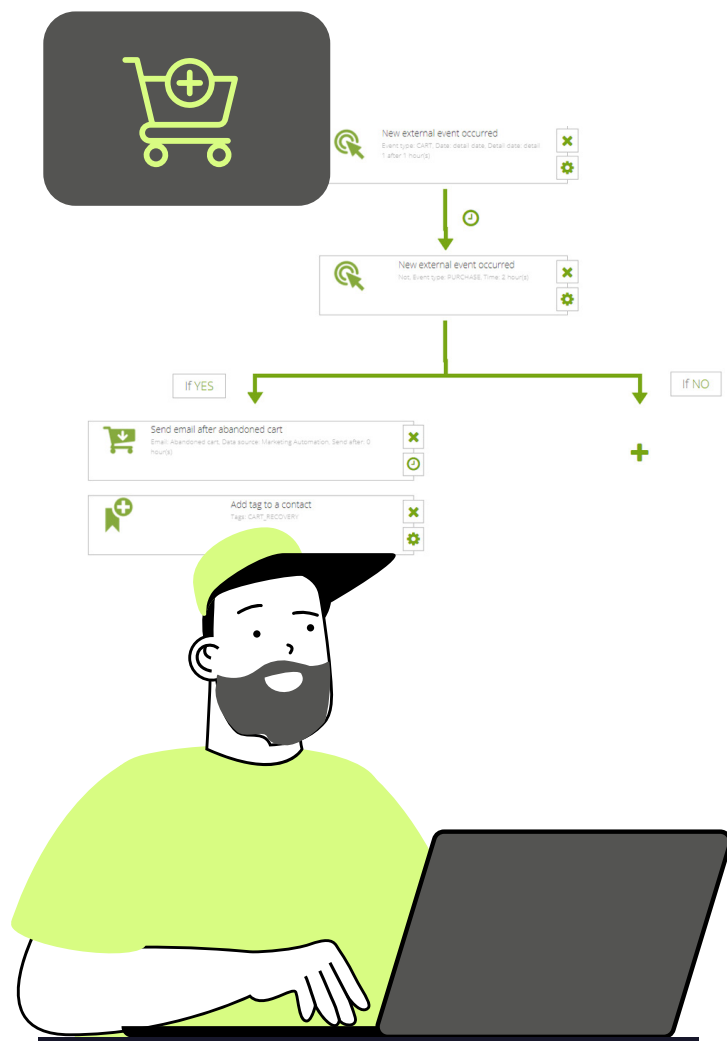 New external event occurred
Event type: CART, Data: detail data, Detail data: detail
1 after 1 hour(s)
New external event occurred
Not, Event type: PURCHASE, Time: 2 hour(s)
If YES
If NO
Send email after abandoned cart
Email: Abandoned cart, Data source: Marketing Automation, Send after: 0
hour(s)
Add tag to a contact
Tags: CART_RECOVERY